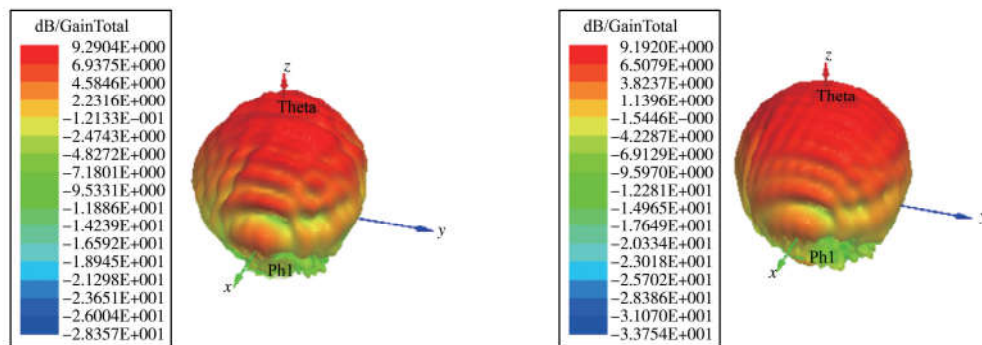 dB/GainTotal
9.2904E+000
6.9375E+000
4.5846E+000
2.2316E+000
-1.2133E-001
-2.4743E+000
-4.8272E+000
-7.1801E+000
-9.5331E+000
-1.1886E+001
-1.4239E+001
-1.6592E+001
-1.8945E+001
-2.1298E+001
-2.3651E+001
-2.6004E+001
-2.8357E+001
z
Theta
y
Ph1
x
dB/GainTotal
9.1920E+000
6.5079E+000
3.8237E+000
1.1396E+000
-1.5446E+000
-4.2287E+000
-6.9129E+000
-9.5970E+000
-1.2281E+001
-1.4965E+001
-1.7649E+001
-2.0334E+001
-2.3018E+001
-2.5702E+001
-2.8386E+001
-3.1070E+001
-3.3754E+001
z
Theta
Ph1
x